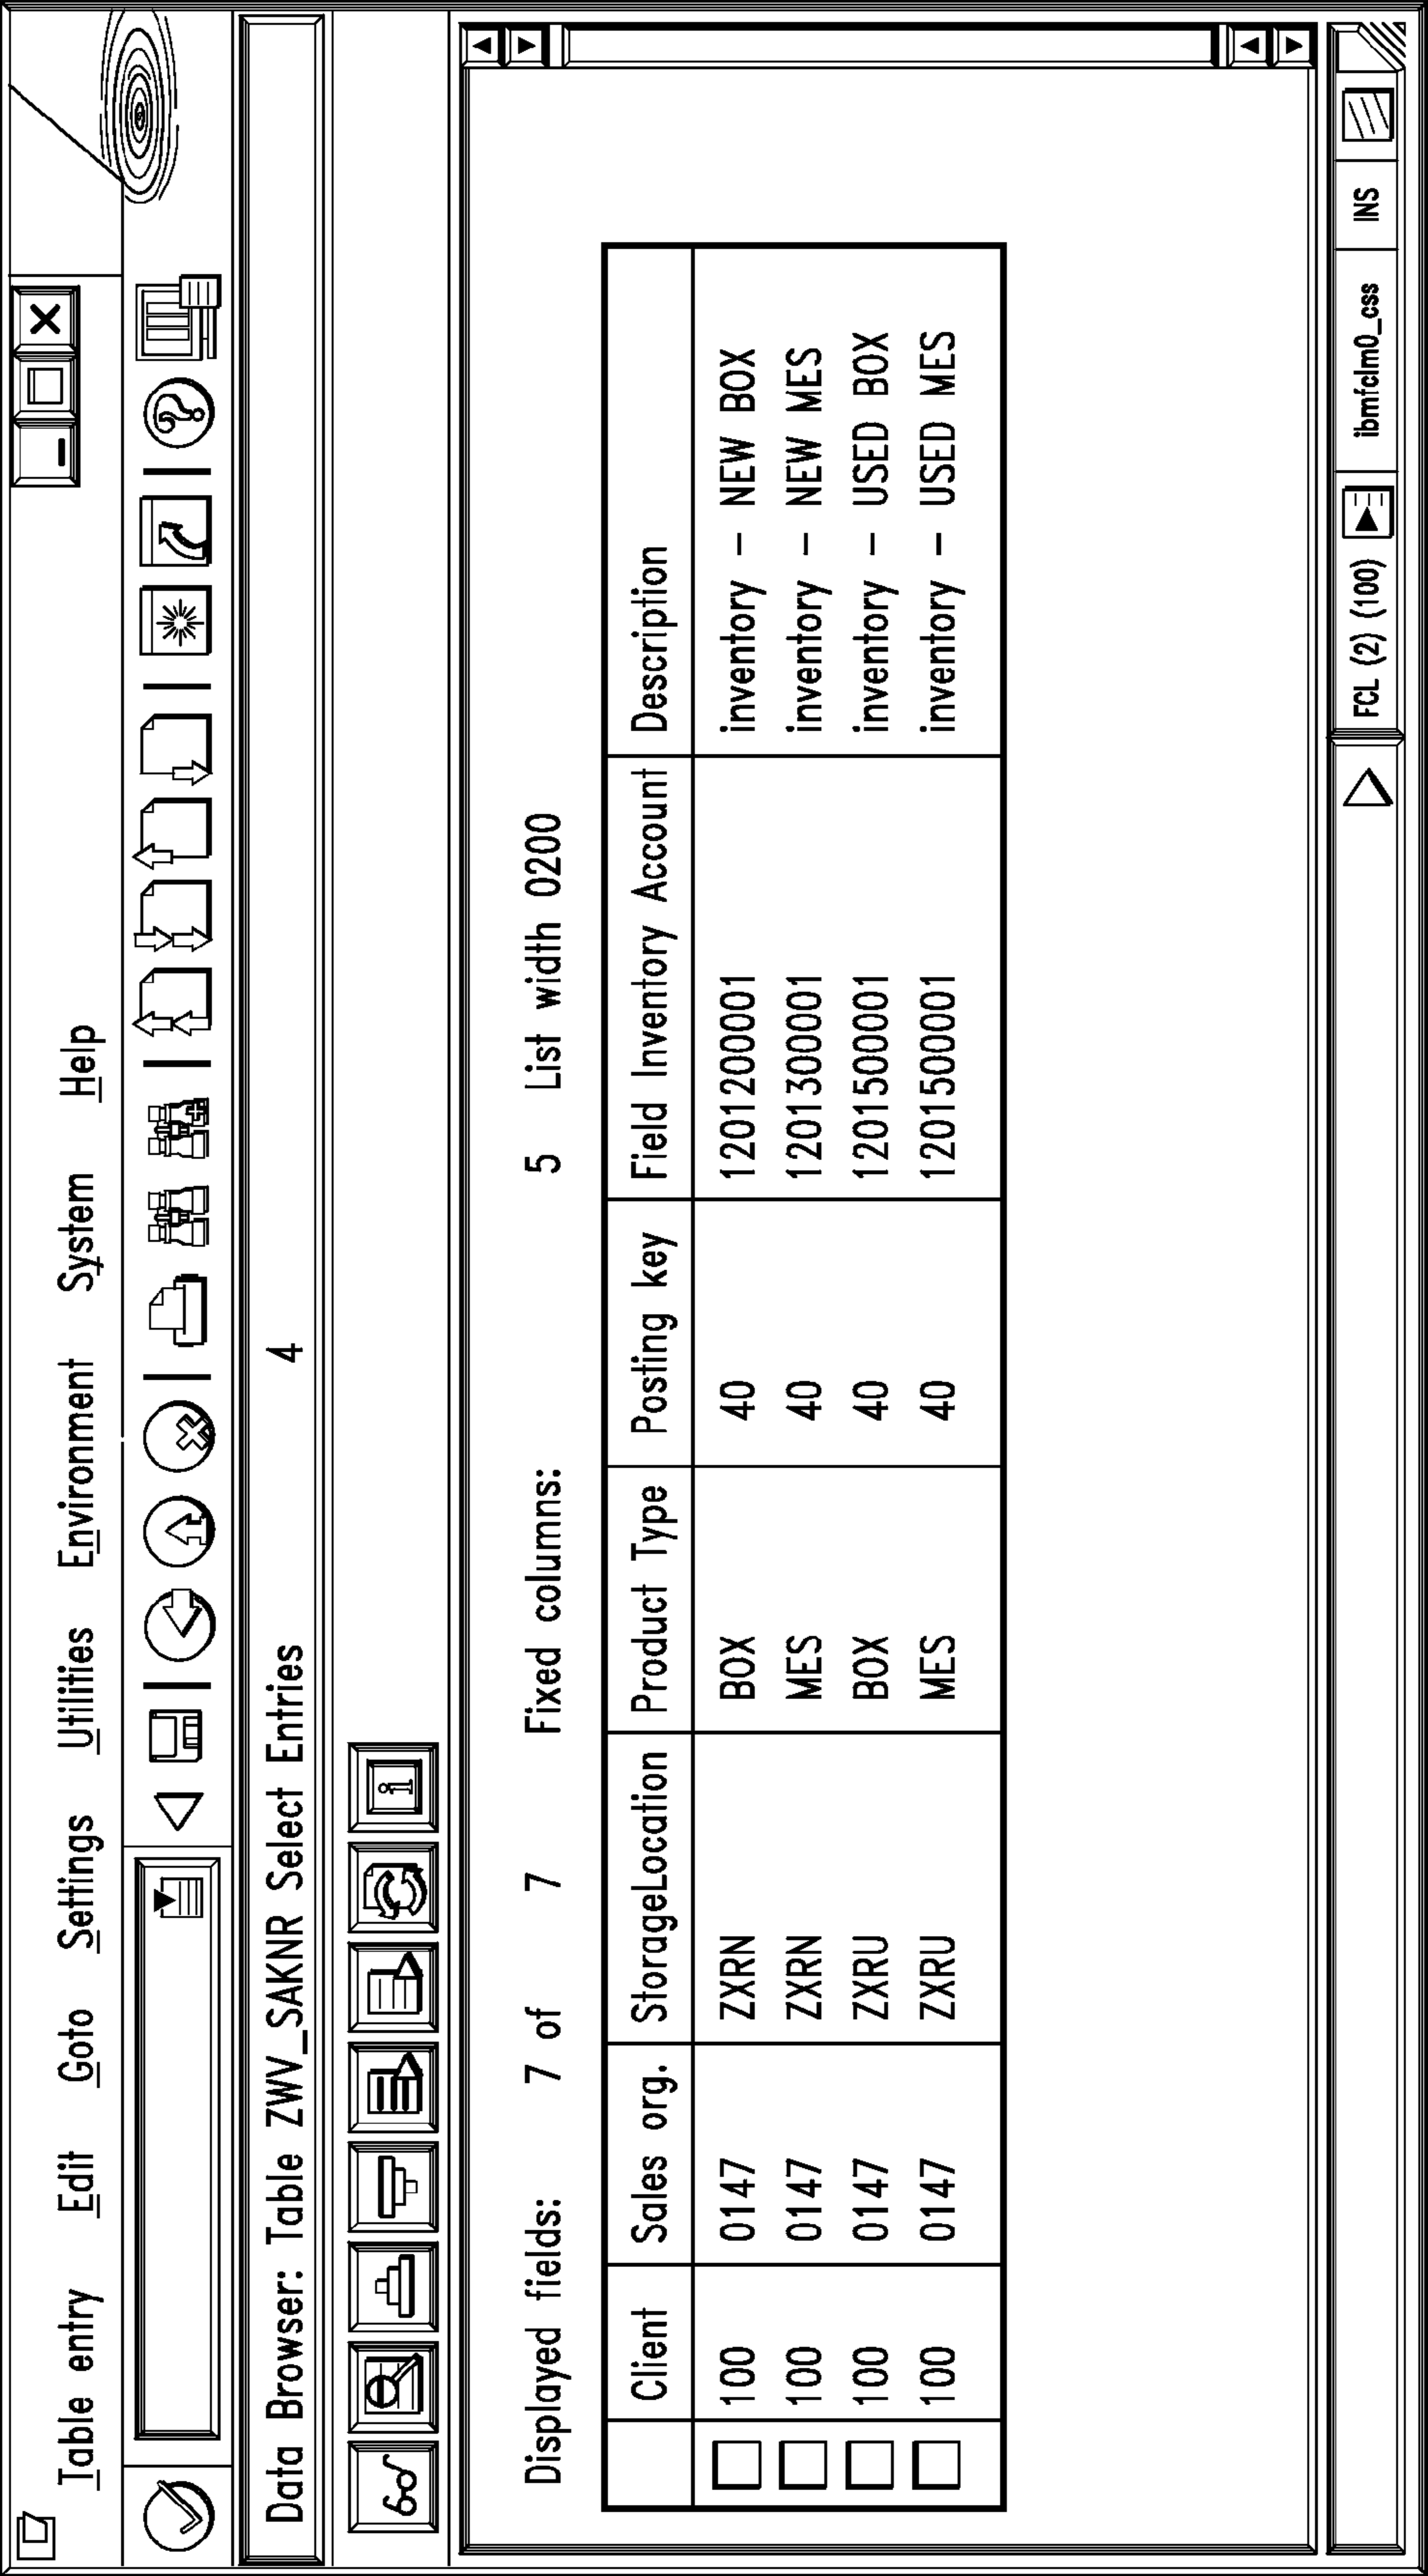 Table entry Edit Goto Settings Utilities Environment System Help
Data Browser: Table ZWV_SAKNR Select Entries 4
Displayed fields: 7 of 7 Fixed columns: 5 List width 0200
Client Sales org. StorageLocation Product Type Posting key Field Inventory Account Description
100 0147 ZXRN BOX 40 1201200001 inventory – NEW BOX
100 0147 ZXRN MES 40 1201300001 inventory – NEW MES
100 0147 ZXRU BOX 40 1201500001 inventory – USED BOX
100 0147 ZXRU MES 40 1201500001 inventory – USED MES
FCL (2) (100) ibmfclm0_css INS